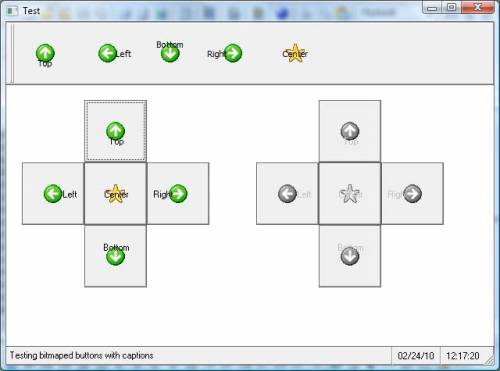 Test
Bottom
Left Right Center
Top
Top Top
Left Center Right Left Center Right
Bottom Bottom
Testing bitmaped buttons with captions 02/24/10 12:17:20